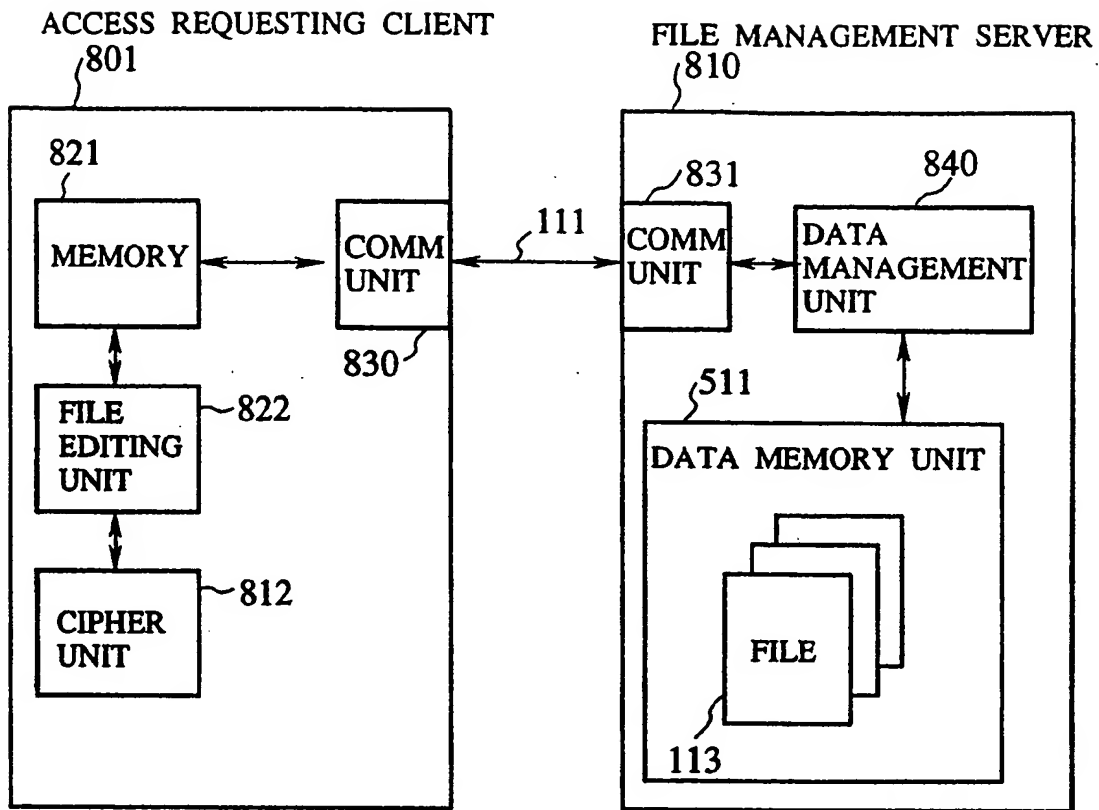 ACCESS REQUESTING CLIENT
801
FILE MANAGEMENT SERVER
810
821
MEMORY
COMM
UNIT
830
111
831
COMM
UNIT
840
DATA
MANAGEMENT
UNIT
FILE
EDITING
UNIT
822
CIPHER
UNIT
812
511
DATA MEMORY UNIT
FILE
113